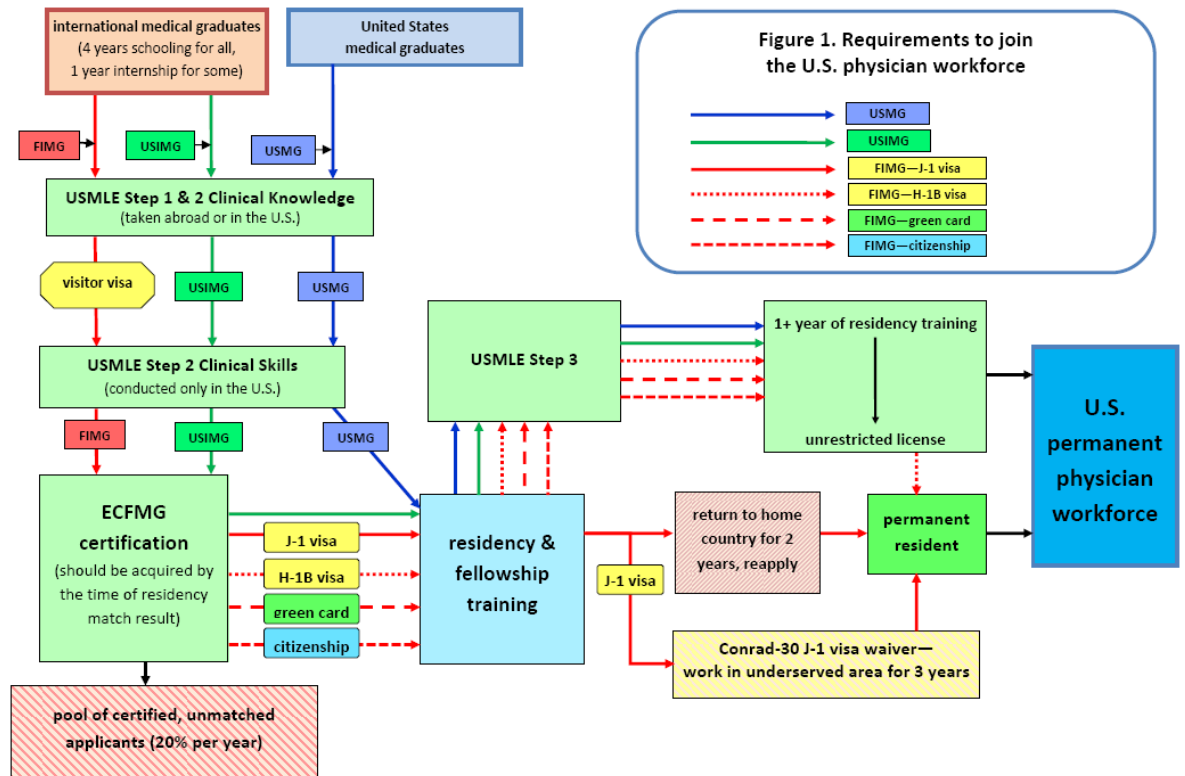 international medical graduates
(4 years schooling for all,
1 year internship for some)
United States
medical graduates
Figure 1. Requirements to join
the U.S. physician workforce
USMG
USIMG
FIMG—J-1 visa
FIMG—H-1B visa
FIMG—green card
FIMG—citizenship
FIMG
USIMG
USMG
USMLE Step 1 & 2 Clinical Knowledge
(taken abroad or in the U.S.)
visitor visa
USIMG
USMG
USMLE Step 2 Clinical Skills
(conducted only in the U.S.)
FIMG
USIMG
USMG
USMLE Step 3
1+ year of residency training
unrestricted license
U.S.
permanent
physician
workforce
ECFMG
certification
(should be acquired by
the time of residency
match result)
J-1 visa
H-1B visa
green card
citizenship
residency &
fellowship
training
J-1 visa
return to home
country for 2
years, reapply
permanent
resident
Conrad-30 J-1 visa waiver—
work in underserved area for 3 years
pool of certified, unmatched
applicants (20% per year)